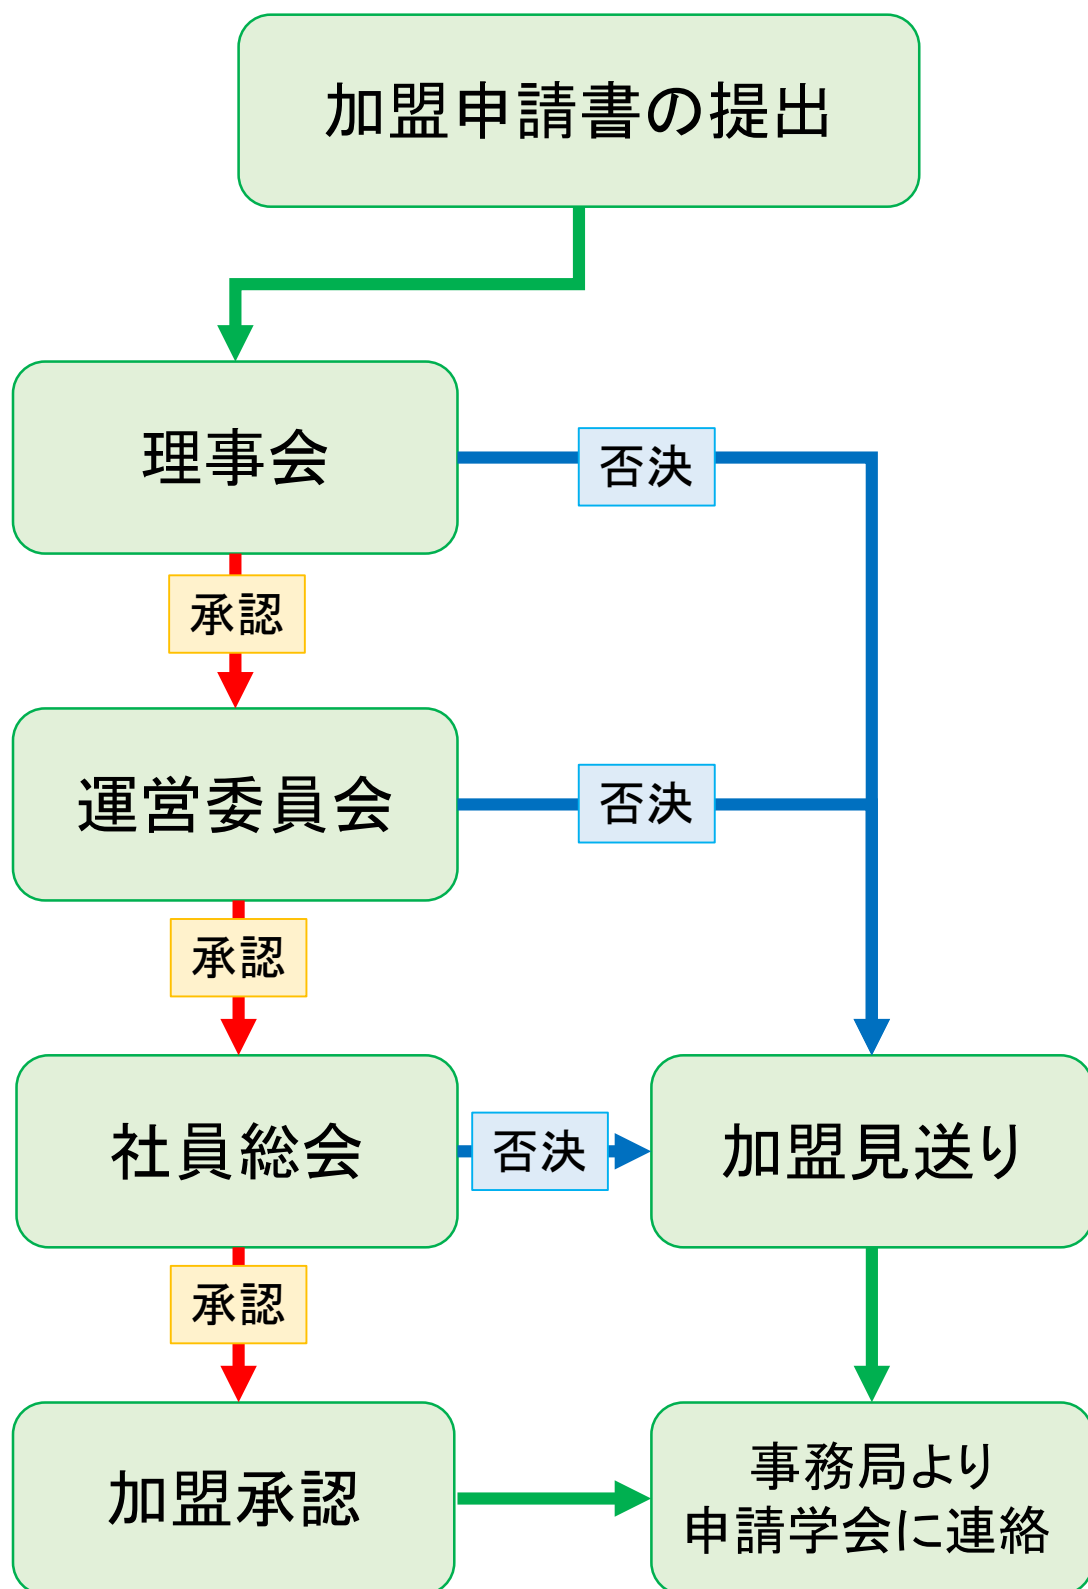 加盟申請書の提出
理事会
否決
承認
運営委員会
否決
承認
社員総会
否決
加盟見送り
承認
加盟承認
事務局より
申請学会に連絡